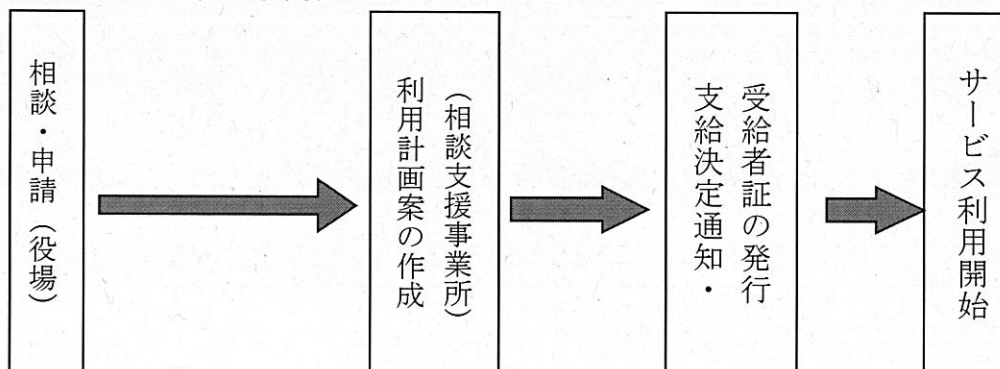 相談・申請（役場）
利用計画案の作成
（相談支援事業所）
支給決定通知・
受給者証の発行
サービス利用開始